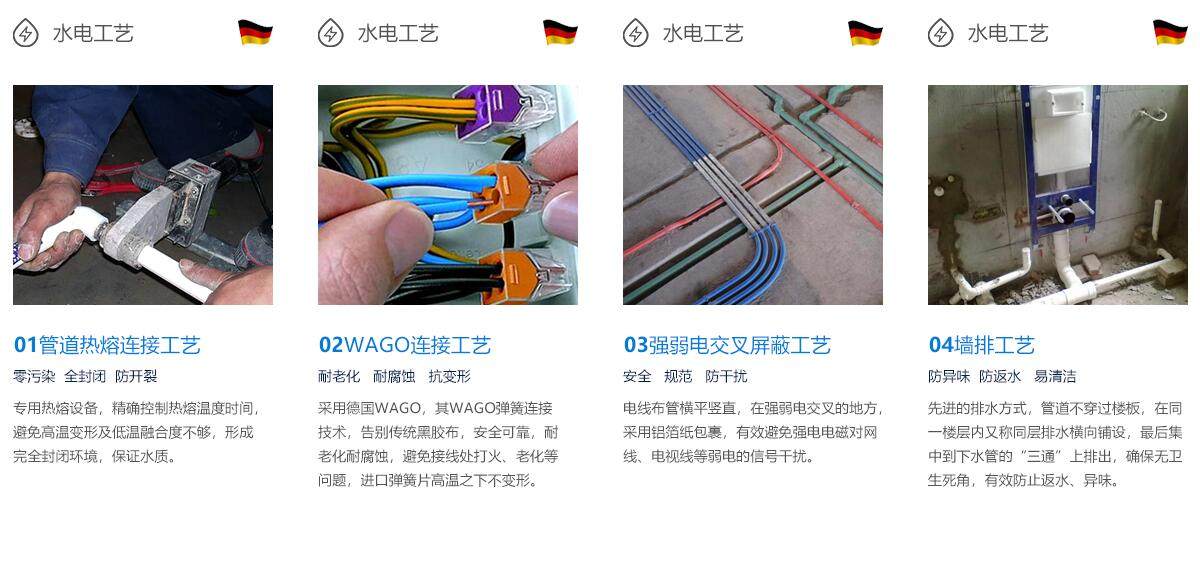 水电工艺
01管道热熔连接工艺
零污染 全封闭 防开裂
专用热熔设备，精确控制热熔温度时间，
避免高温变形及低温融合度不够，形成
完全封闭环境，保证水质。
水电工艺
02WAGO连接工艺
耐老化 耐腐蚀 抗变形
采用德国WAGO，其WAGO弹簧连接
技术，告别传统黑胶布，安全可靠，耐
老化耐腐蚀，避免接线处打火、老化等
问题，进口弹簧片高温之下不变形。
水电工艺
03强弱电交叉屏蔽工艺
安全 规范 防干扰
电线布管横平竖直，在强弱电交叉的地方，
采用铝箔纸包裹，有效避免强电电磁对网
线、电视线等弱电的信号干扰。
水电工艺
04墙排工艺
防异味 防返水 易清洁
先进的排水方式，管道不穿过楼板，在同
一楼层内又称同层排水横向铺设，最后集
中到下水管的“三通”上排出，确保无卫
生死角，有效防止返水、异味。